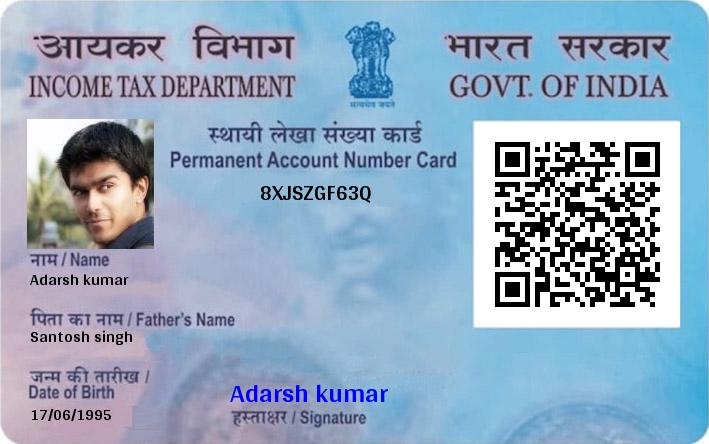 आयकर विभाग
INCOME TAX DEPARTMENT
भारत सरकार
GOVT. OF INDIA
सत्यमेव जयते
स्थायी लेखा संख्या कार्ड
Permanent Account Number Card
8XJSZGF63Q
नाम / Name
Adarsh kumar
पिता का नाम / Father's Name
Santosh singh
जन्म की तारीख /
Date of Birth
17/06/1995
Adarsh kumar
हस्ताक्षर / Signature